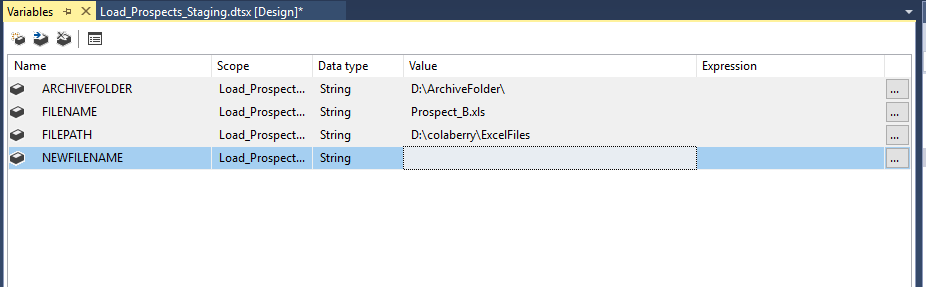 Variables Load_Prospects_Staging.dtsx [Design]*
Name Scope Data type Value Expression
ARCHIVEFOLDER Load_Prospect... String D:\ArchiveFolder\ ...
FILENAME Load_Prospect... String Prospect_B.xls ...
FILEPATH Load_Prospect... String D:\colaberry\ExcelFiles ...
NEWFILENAME Load_Prospect... String ...